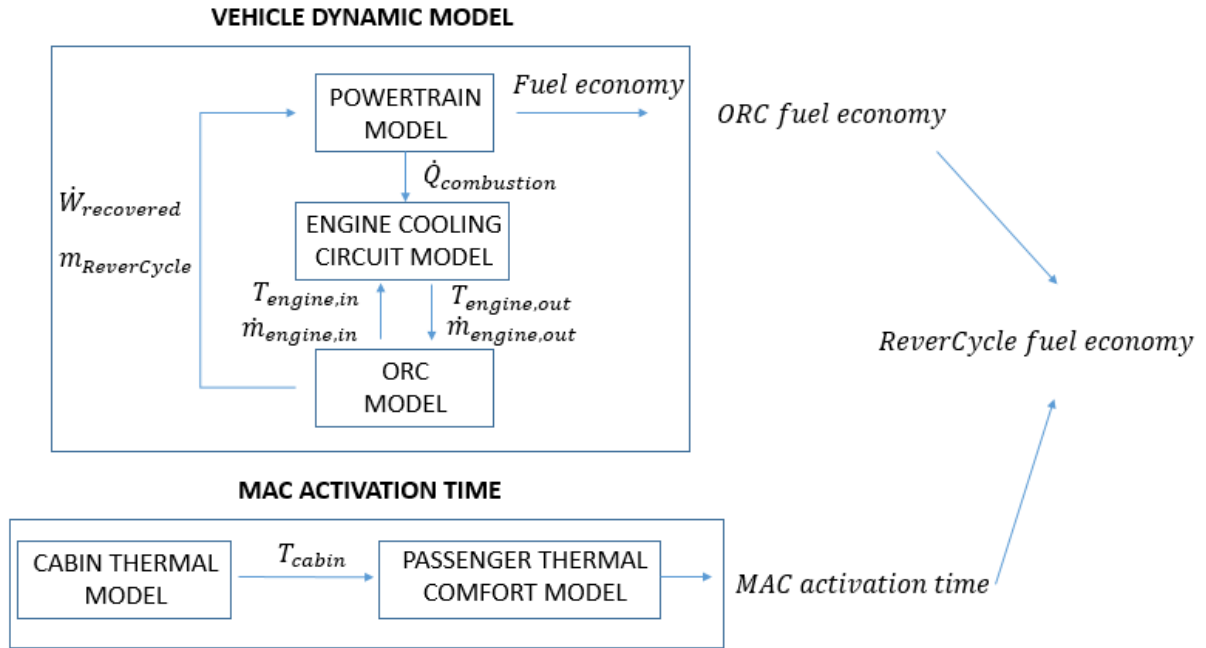 VEHICLE DYNAMIC MODEL
POWERTRAIN
MODEL
Fuel economy
ORC fuel economy
Q̇combustion
Ẇrecovered
mReverCycle
ENGINE COOLING
CIRCUIT MODEL
Tengine,in
ṁengine,in
Tengine,out
ṁengine,out
ReverCycle fuel economy
ORC
MODEL
MAC ACTIVATION TIME
CABIN THERMAL
MODEL
Tcabin
PASSENGER THERMAL
COMFORT MODEL
MAC activation time